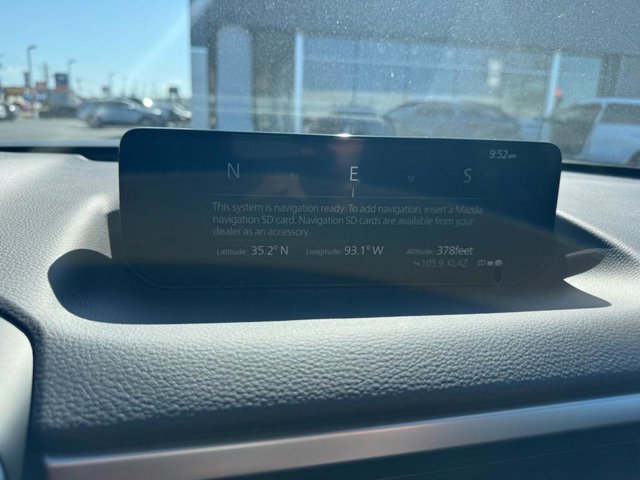 9:52am
N NE E SE S
This system is navigation ready. To add navigation, insert a Mazda
navigation SD card. Navigation SD cards are available from your
dealer as an accessory.
Latitude: 35.2° N Longitude: 93.1° W Altitude: 378feet
105.9 KLAZ